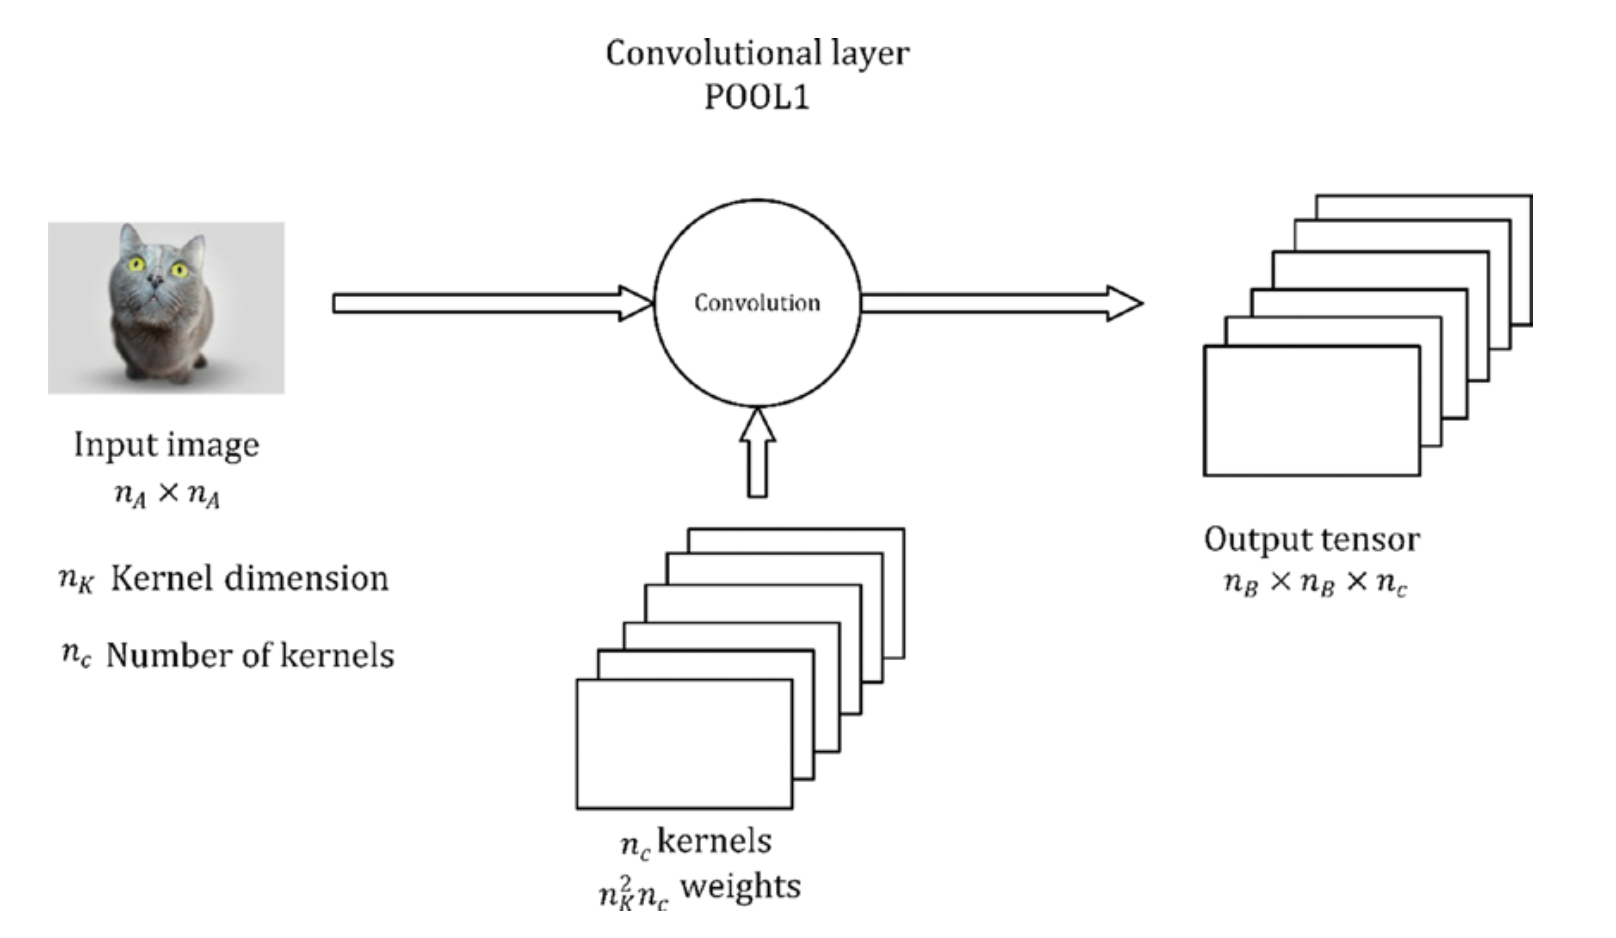 Convolutional layer
POOL1
Convolution
Input image
n_A × n_A
n_K Kernel dimension
n_c Number of kernels
n_c kernels
n_K^2 n_c weights
Output tensor
n_B × n_B × n_c